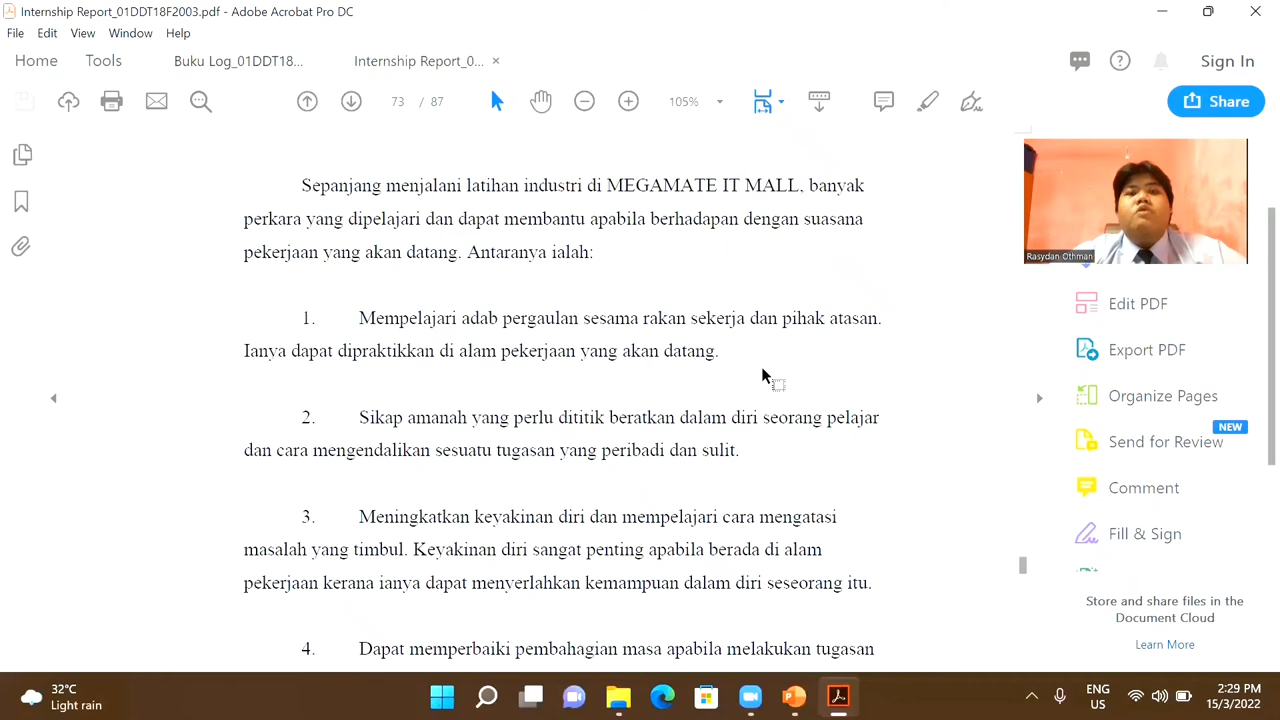 Internship Report_01DDT18F2003.pdf - Adobe Acrobat Pro DC
File Edit View Window Help
Home Tools Buku Log_01DDT18... Internship Report_0... × Sign In
73 / 87 105% Share
Sepanjang menjalani latihan industri di MEGAMATE IT MALL, banyak
perkara yang dipelajari dan dapat membantu apabila berhadapan dengan suasana
pekerjaan yang akan datang. Antaranya ialah:
1. Mempelajari adab pergaulan sesama rakan sekerja dan pihak atasan.
Ianya dapat dipraktikkan di alam pekerjaan yang akan datang.
2. Sikap amanah yang perlu dititik beratkan dalam diri seorang pelajar
dan cara mengendalikan sesuatu tugasan yang peribadi dan sulit.
3. Meningkatkan keyakinan diri dan mempelajari cara mengatasi
masalah yang timbul. Keyakinan diri sangat penting apabila berada di alam
pekerjaan kerana ianya dapat menyerlahkan kemampuan dalam diri seseorang itu.
4. Dapat memperbaiki pembahagian masa apabila melakukan tugasan
Rasydan Othman
Edit PDF
Export PDF
Organize Pages
NEW
Send for Review
Comment
Fill & Sign
Store and share files in the
Document Cloud
Learn More
32°C
Light rain
ENG
US
2:29 PM
15/3/2022